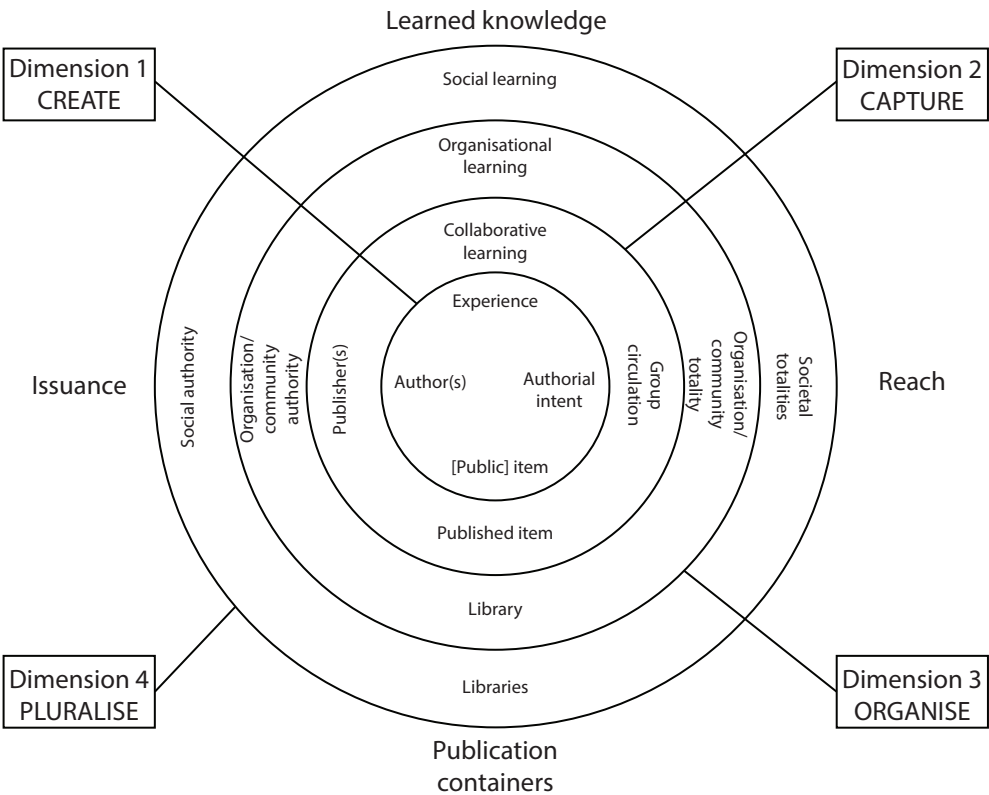 Learned knowledge
Dimension 1
CREATE
Dimension 2
CAPTURE
Social learning
Organisational
learning
Collaborative
learning
Experience
Issuance
Social authority
Organisation/
community
authority
Publisher(s)
Author(s)
Authorial
intent
Group
circulation
Organisation/
community
totality
Societal
totalities
Reach
[Public] item
Published item
Library
Libraries
Dimension 4
PLURALISE
Dimension 3
ORGANISE
Publication
containers